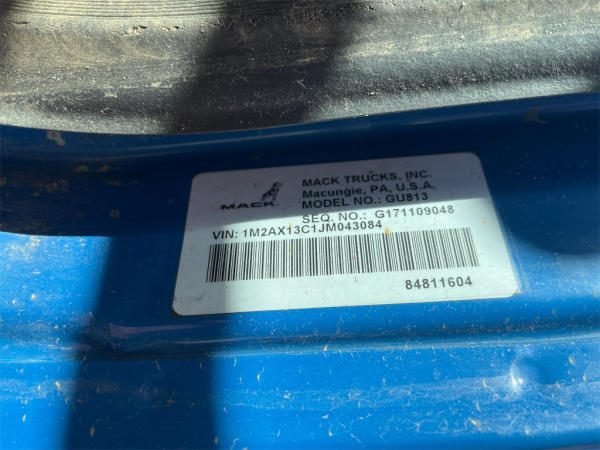 MACK
MACK TRUCKS, INC.
Macungie, PA, U.S.A.
MODEL NO.: GU813
SEQ. NO.: G171109048
VIN: 1M2AX13C1JM043084
84811604